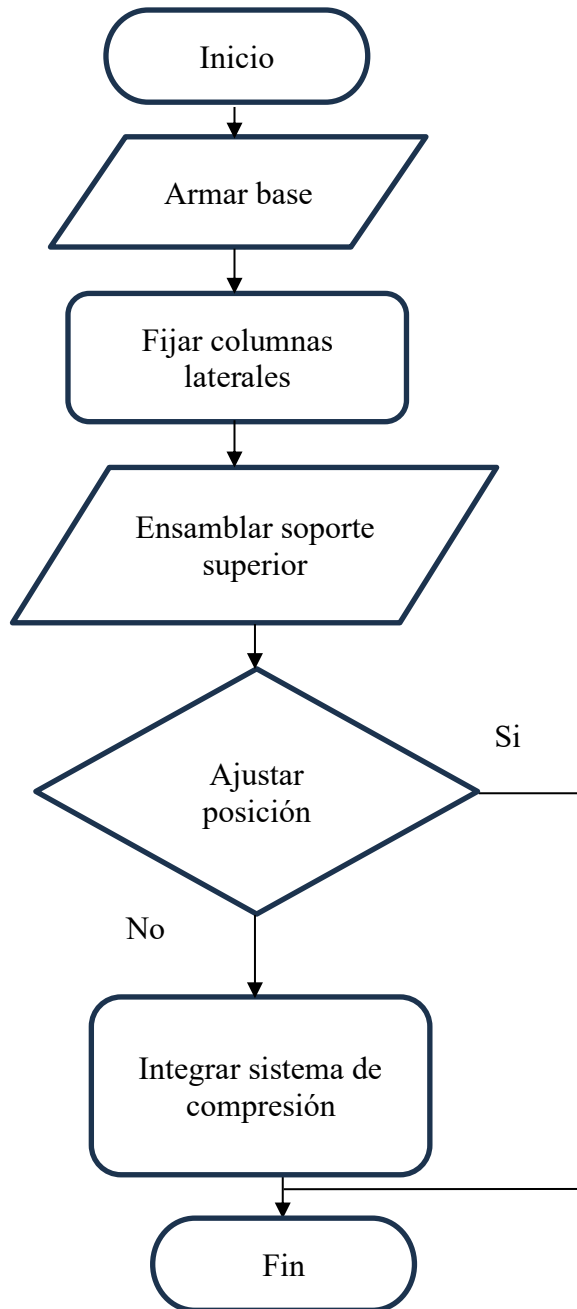 Inicio
Armar base
Fijar columnas
laterales
Ensamblar soporte
superior
Si
Ajustar
posición
No
Integrar sistema de
compresión
Fin